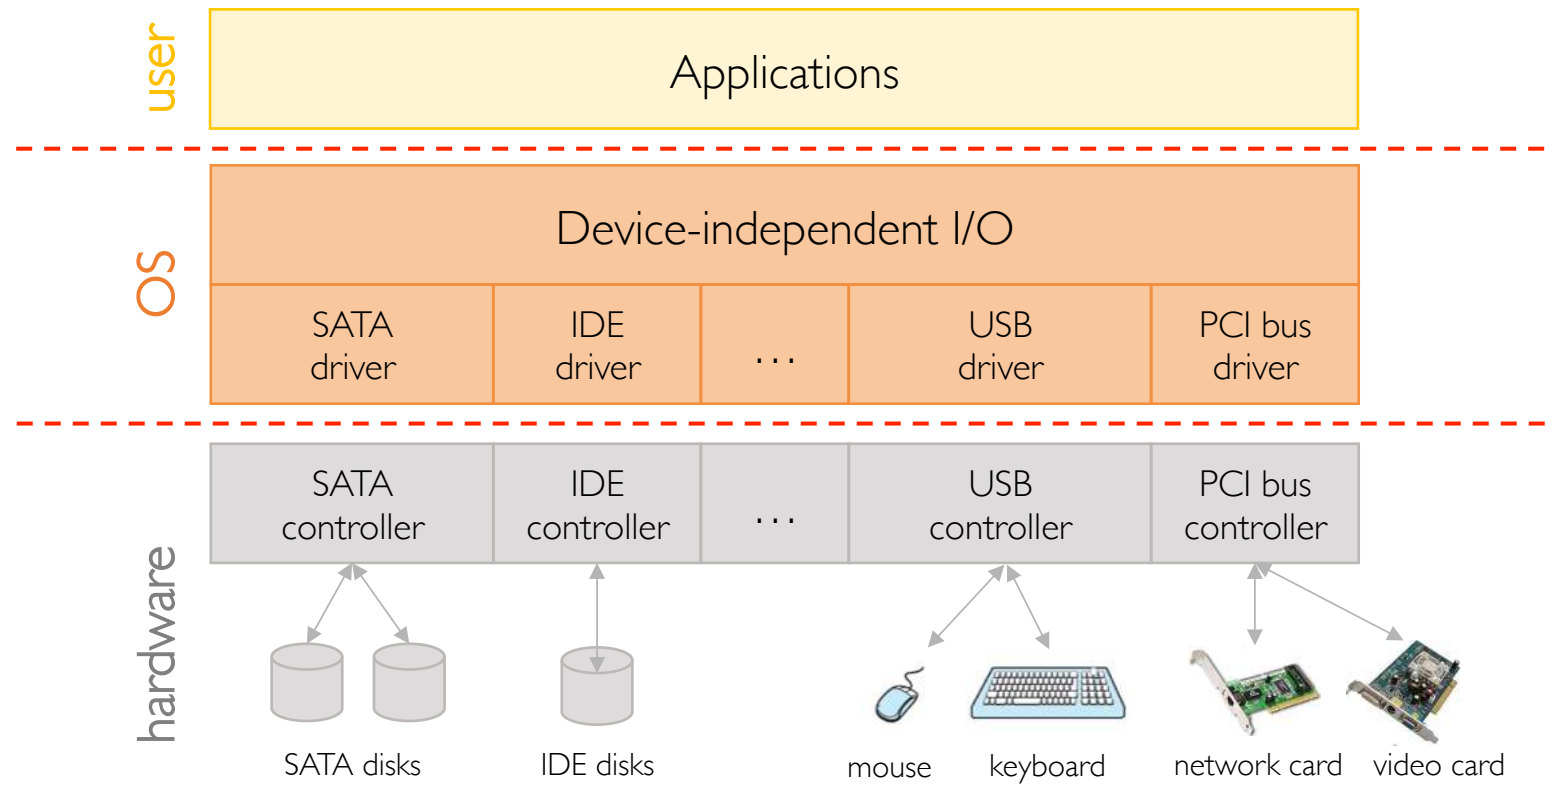 user
Applications
OS
Device-independent I/O
SATA
driver
IDE
driver
...
USB
driver
PCI bus
driver
hardware
SATA
controller
IDE
controller
...
USB
controller
PCI bus
controller
SATA disks
IDE disks
mouse
keyboard
network card
video card